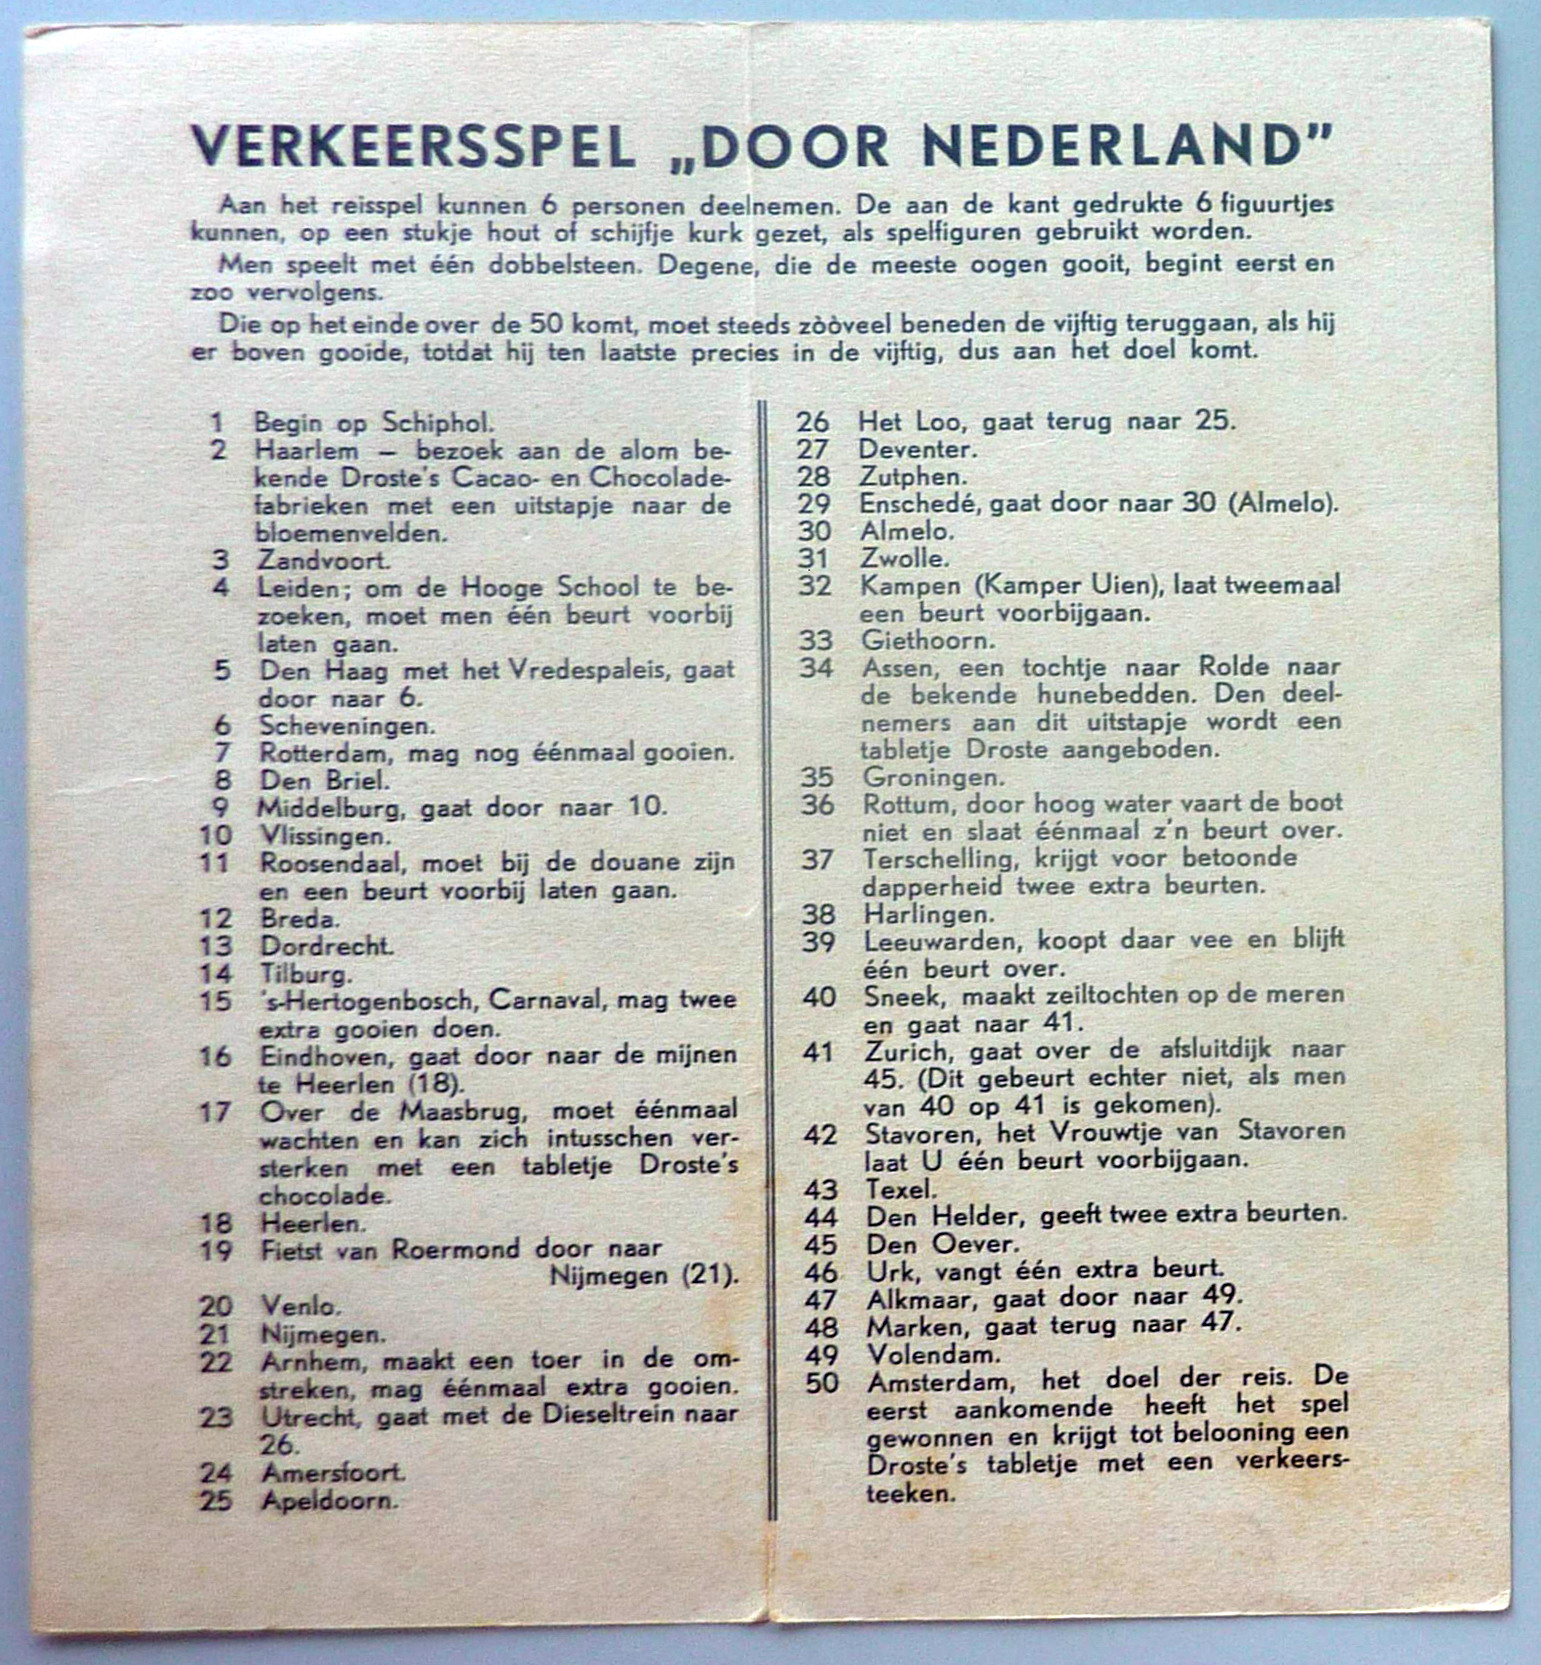 VERKEERSSPEL „DOOR NEDERLAND”
Aan het reisspel kunnen 6 personen deelnemen. De aan de kant gedrukte 6 figuurtjes
kunnen, op een stukje hout of schijfje kurk gezet, als spelfiguren gebruikt worden.
Men speelt met één dobbelsteen. Degene, die de meeste oogen gooit, begint eerst en
zoo vervolgens.
Die op het einde over de 50 komt, moet steeds zòòveel beneden de vijftig teruggaan, als hij
er boven gooide, totdat hij ten laatste precies in de vijftig, dus aan het doel komt.
1 Begin op Schiphol.
2 Haarlem – bezoek aan de alom be-
kende Droste's Cacao- en Chocolade-
fabrieken met een uitstapje naar de
bloemenvelden.
3 Zandvoort.
4 Leiden; om de Hooge School te be-
zoeken, moet men één beurt voorbij
laten gaan.
5 Den Haag met het Vredespaleis, gaat
door naar 6.
6 Scheveningen.
7 Rotterdam, mag nog éénmaal gooien.
8 Den Briel.
9 Middelburg, gaat door naar 10.
10 Vlissingen.
11 Roosendaal, moet bij de douane zijn
en een beurt voorbij laten gaan.
12 Breda.
13 Dordrecht.
14 Tilburg.
15 's-Hertogenbosch, Carnaval, mag twee
extra gooien doen.
16 Eindhoven, gaat door naar de mijnen
te Heerlen (18).
17 Over de Maasbrug, moet éénmaal
wachten en kan zich intusschen ver-
sterken met een tabletje Droste's
chocolade.
18 Heerlen.
19 Fietst van Roermond door naar
Nijmegen (21).
20 Venlo.
21 Nijmegen.
22 Arnhem, maakt een toer in de om-
streken, mag éénmaal extra gooien.
23 Utrecht, gaat met de Dieseltrein naar
26.
24 Amersfoort.
25 Apeldoorn.
26 Het Loo, gaat terug naar 25.
27 Deventer.
28 Zutphen.
29 Enschedé, gaat door naar 30 (Almelo).
30 Almelo.
31 Zwolle.
32 Kampen (Kamper Uien), laat tweemaal
een beurt voorbijgaan.
33 Giethoorn.
34 Assen, een tochtje naar Rolde naar
de bekende hunebedden. Den deel-
nemers aan dit uitstapje wordt een
tabletje Droste aangeboden.
35 Groningen.
36 Rottum, door hoog water vaart de boot
niet en slaat éénmaal z'n beurt over.
37 Terschelling, krijgt voor betoonde
dapperheid twee extra beurten.
38 Harlingen.
39 Leeuwarden, koopt daar vee en blijft
één beurt over.
40 Sneek, maakt zeiltochten op de meren
en gaat naar 41.
41 Zurich, gaat over de afsluitdijk naar
45. (Dit gebeurt echter niet, als men
van 40 op 41 is gekomen).
42 Stavoren, het Vrouwtje van Stavoren
laat U één beurt voorbijgaan.
43 Texel.
44 Den Helder, geeft twee extra beurten.
45 Den Oever.
46 Urk, vangt één extra beurt.
47 Alkmaar, gaat door naar 49.
48 Marken, gaat terug naar 47.
49 Volendam.
50 Amsterdam, het doel der reis. De
eerst aankomende heeft het spel
gewonnen en krijgt tot belooning een
Droste's tabletje met een verkeers-
teeken.